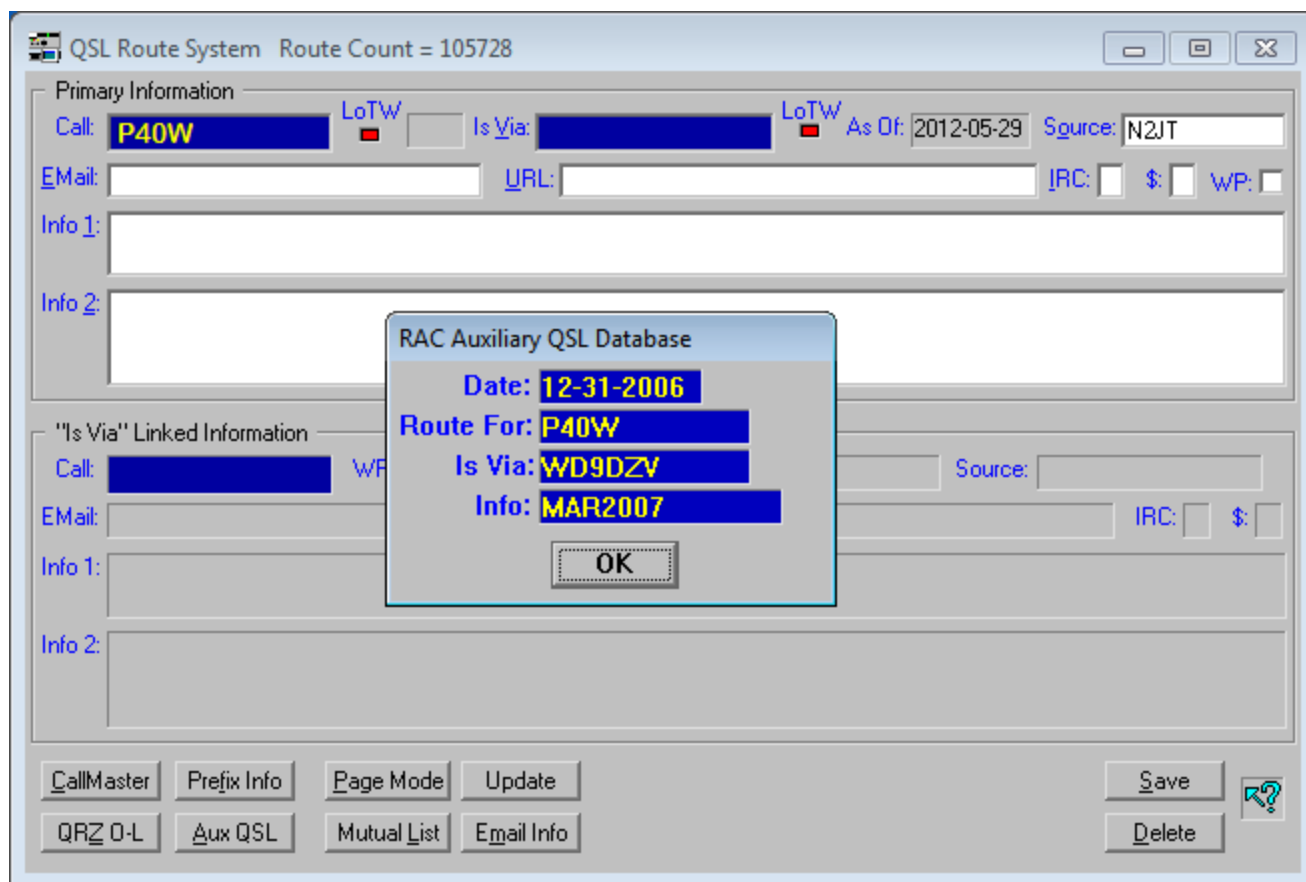 QSL Route System Route Count = 105728
Primary Information
Call: P40W LoTW Is Via: LoTW As Of: 2012-05-29 Source: N2JT
EMail: URL: IRC: $: WP:
Info 1:
Info 2:
RAC Auxiliary QSL Database
Date: 12-31-2006
Route For: P40W
Is Via: WD9DZV
Info: MAR2007
OK
"Is Via" Linked Information
Call: Source:
EMail: IRC: $:
Info 1:
Info 2:
CallMaster Prefix Info Page Mode Update Save
QRZ O-L Aux QSL Mutual List Email Info Delete